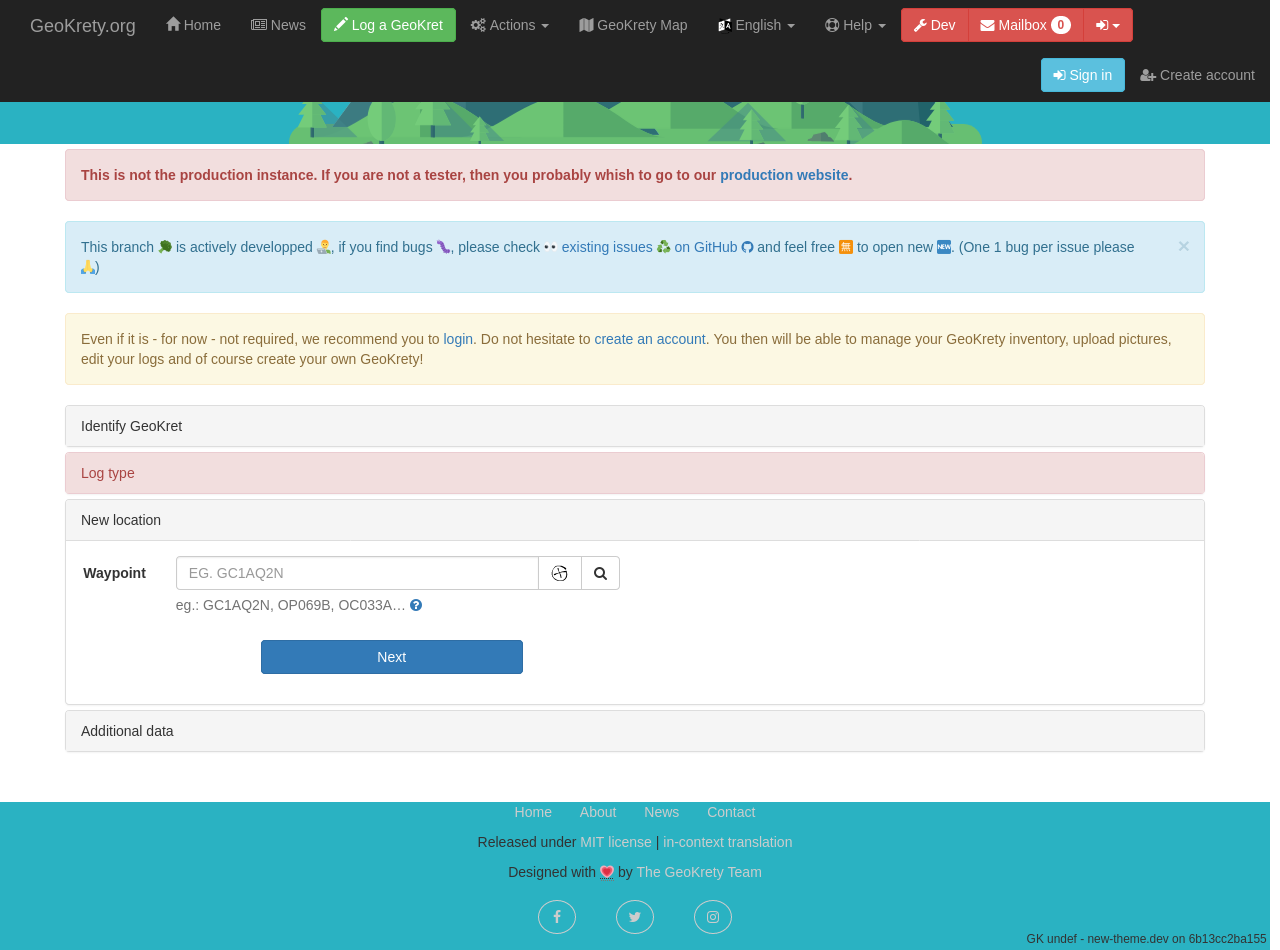 GeoKrety.org Home News Log a GeoKret Actions GeoKrety Map English Help Dev Mailbox 0
Sign in Create account
This is not the production instance. If you are not a tester, then you probably whish to go to our production website.
This branch 🥦 is actively developped 👨‍💻, if you find bugs 🐛, please check 👀 existing issues ♻ on GitHub and feel free 🈚 to open new 🆕. (One 1 bug per issue please ×
🙏)
Even if it is - for now - not required, we recommend you to login. Do not hesitate to create an account. You then will be able to manage your GeoKrety inventory, upload pictures,
edit your logs and of course create your own GeoKrety!
Identify GeoKret
Log type
New location
Waypoint EG. GC1AQ2N
eg.: GC1AQ2N, OP069B, OC033A…
Next
Additional data
Home About News Contact
Released under MIT license | in-context translation
Designed with 💗 by The GeoKrety Team
GK undef - new-theme.dev on 6b13cc2ba155